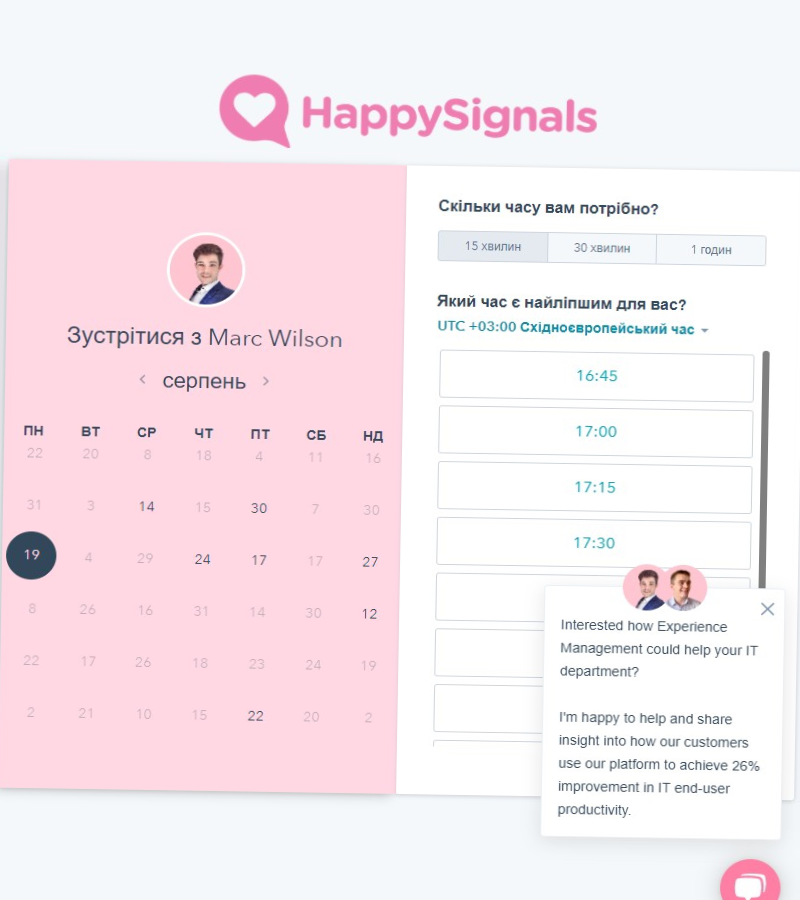 HappySignals
Зустрітися з Marc Wilson
серпень
ПН ВТ СР ЧТ ПТ СБ НД
22 20 8 18 4 11 16
31 3 14 15 30 7 30
19 4 29 24 17 17 27
8 26 16 31 14 30 12
22 17 26 18 23 24 19
2 21 10 15 22 20 2
Скільки часу вам потрібно?
15 хвилин 30 хвилин 1 годин
Який час є найліпшим для вас?
UTC +03:00 Східноєвропейський час
16:45
17:00
17:15
17:30
Interested how Experience
Management could help your IT
department?
I'm happy to help and share
insight into how our customers
use our platform to achieve 26%
improvement in IT end-user
productivity.